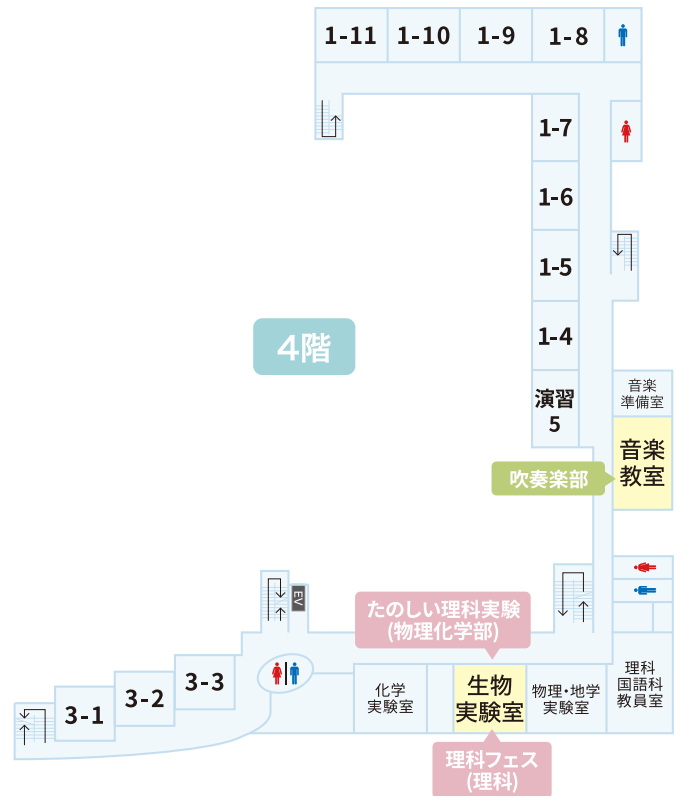 1-11
1-10
1-9
1-8
1-7
1-6
1-5
1-4
4階
演習
5
音楽
準備室
音楽
教室
吹奏楽部
EV
たのしい理科実験
(物理化学部)
3-3
3-2
3-1
化学
実験室
生物
実験室
物理・地学
実験室
理科
国語科
教員室
理科フェス
(理科)